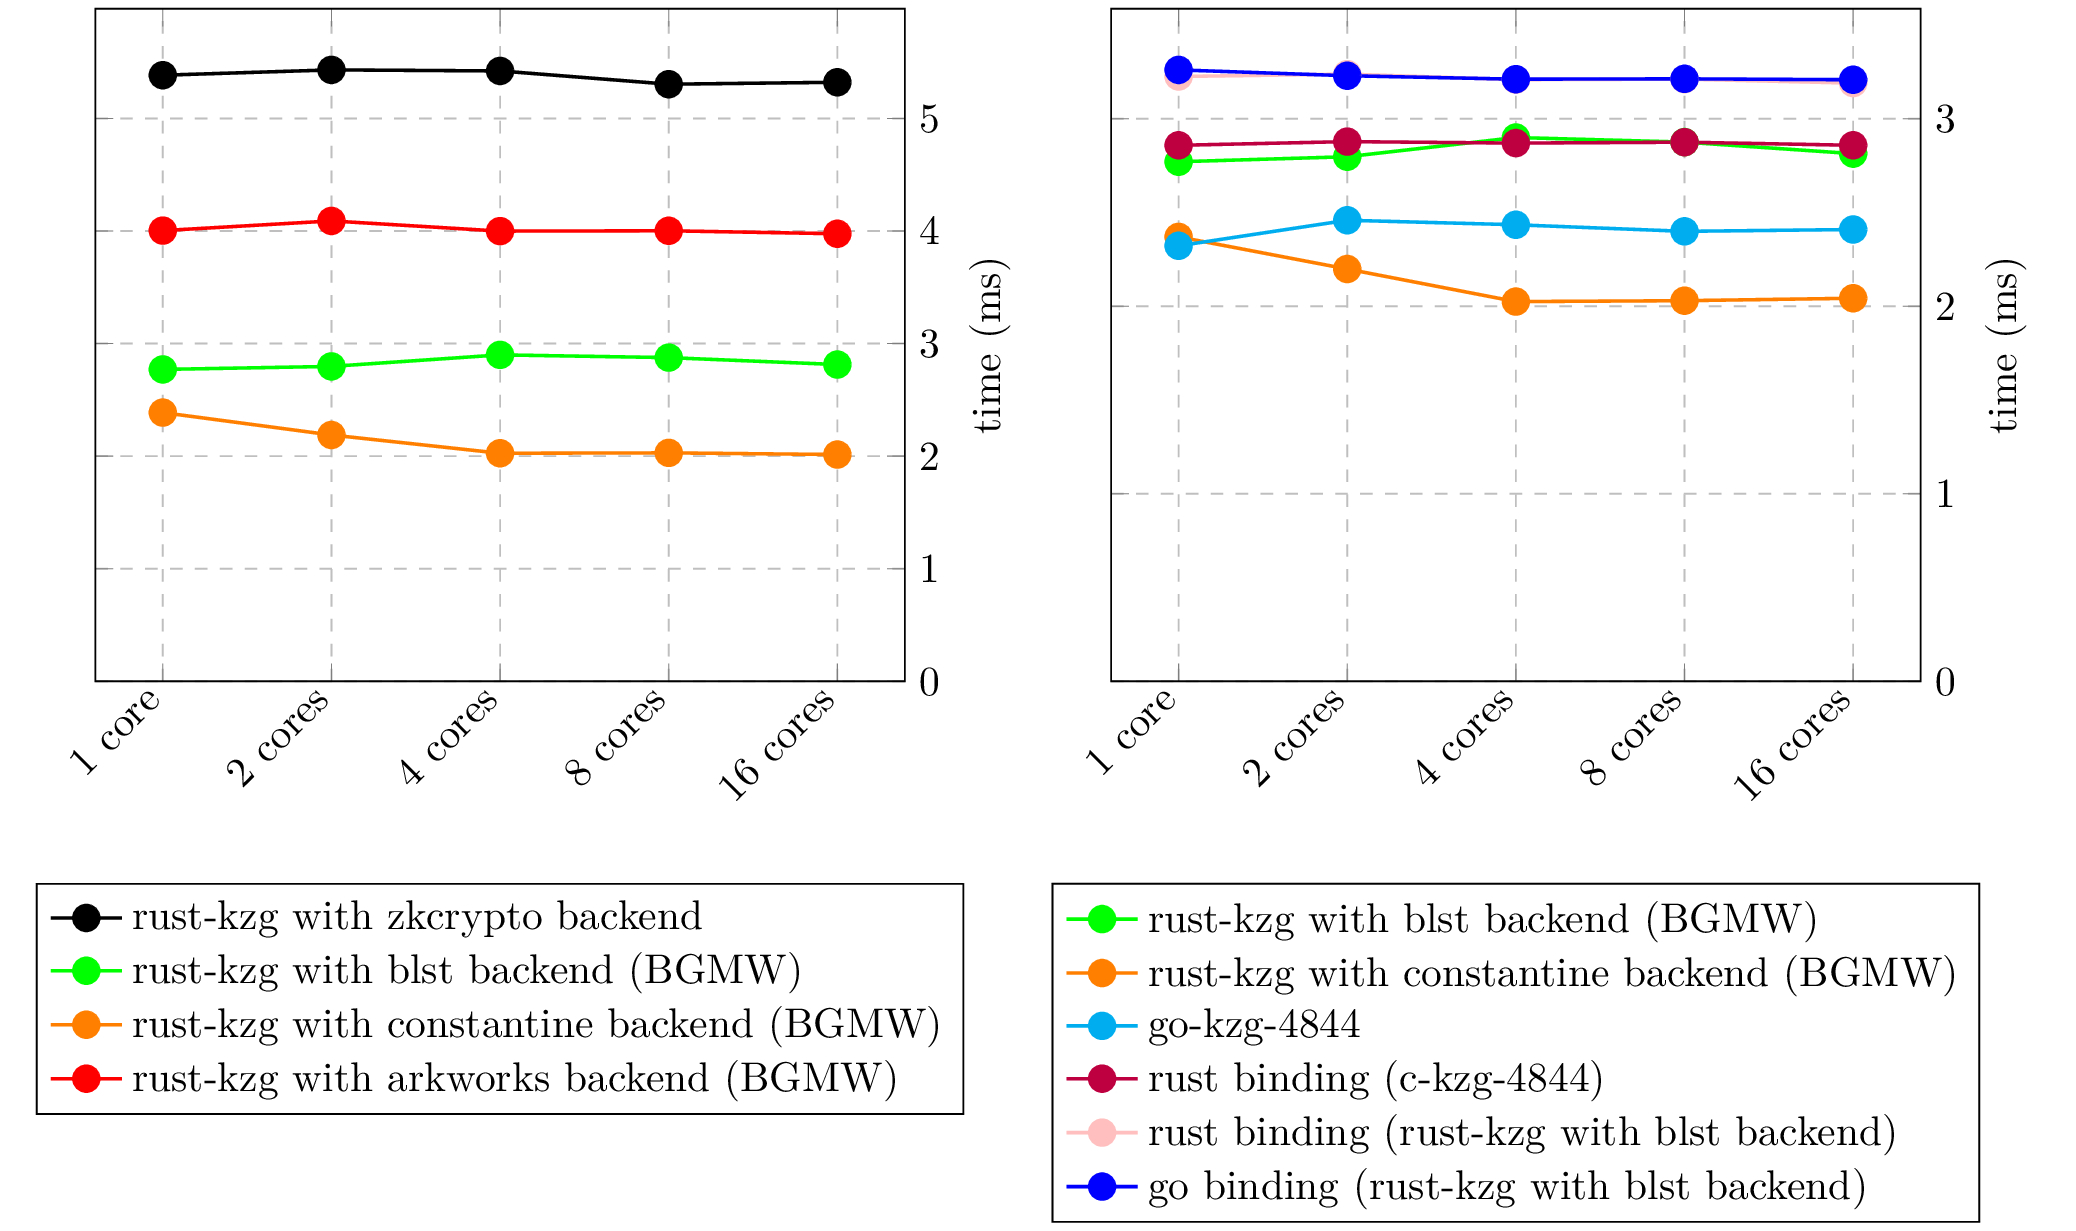 5
4
3
2
1
0
time (ms)
1 core
2 cores
4 cores
8 cores
16 cores
rust-kzg with zkcrypto backend
rust-kzg with blst backend (BGMW)
rust-kzg with constantine backend (BGMW)
rust-kzg with arkworks backend (BGMW)
3
2
1
0
time (ms)
1 core
2 cores
4 cores
8 cores
16 cores
rust-kzg with blst backend (BGMW)
rust-kzg with constantine backend (BGMW)
go-kzg-4844
rust binding (c-kzg-4844)
rust binding (rust-kzg with blst backend)
go binding (rust-kzg with blst backend)